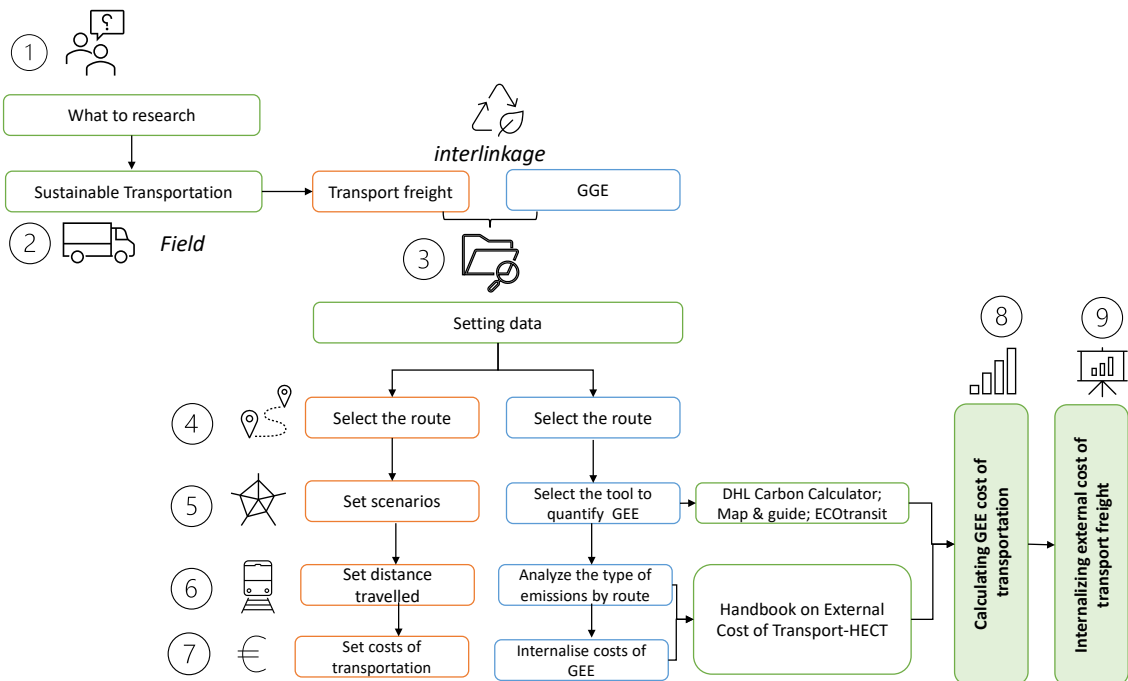 1
What to research
interlinkage
Sustainable Transportation
Transport freight
GGE
2
Field
3
Setting data
8
9
4
Select the route
Select the route
5
Set scenarios
Select the tool to
quantify GEE
DHL Carbon Calculator;
Map & guide; ECOtransit
6
Set distance
travelled
Analyze the type of
emissions by route
Handbook on External
Cost of Transport-HECT
7
€
Set costs of
transportation
Internalise costs of
GEE
Calculating GEE cost of
transportation
Internalizing external cost of
transport freight